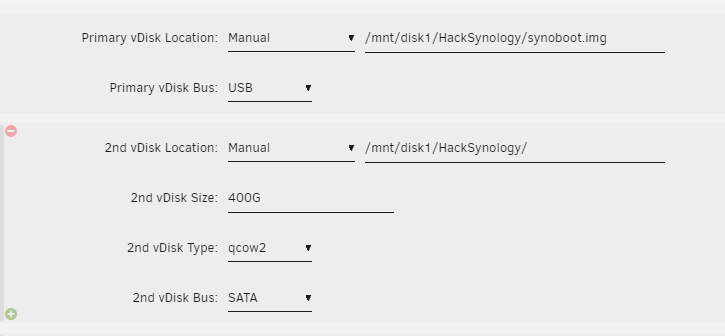 Primary vDisk Location: Manual /mnt/disk1/HackSynology/synoboot.img
Primary vDisk Bus: USB
2nd vDisk Location: Manual /mnt/disk1/HackSynology/
2nd vDisk Size: 400G
2nd vDisk Type: qcow2
2nd vDisk Bus: SATA